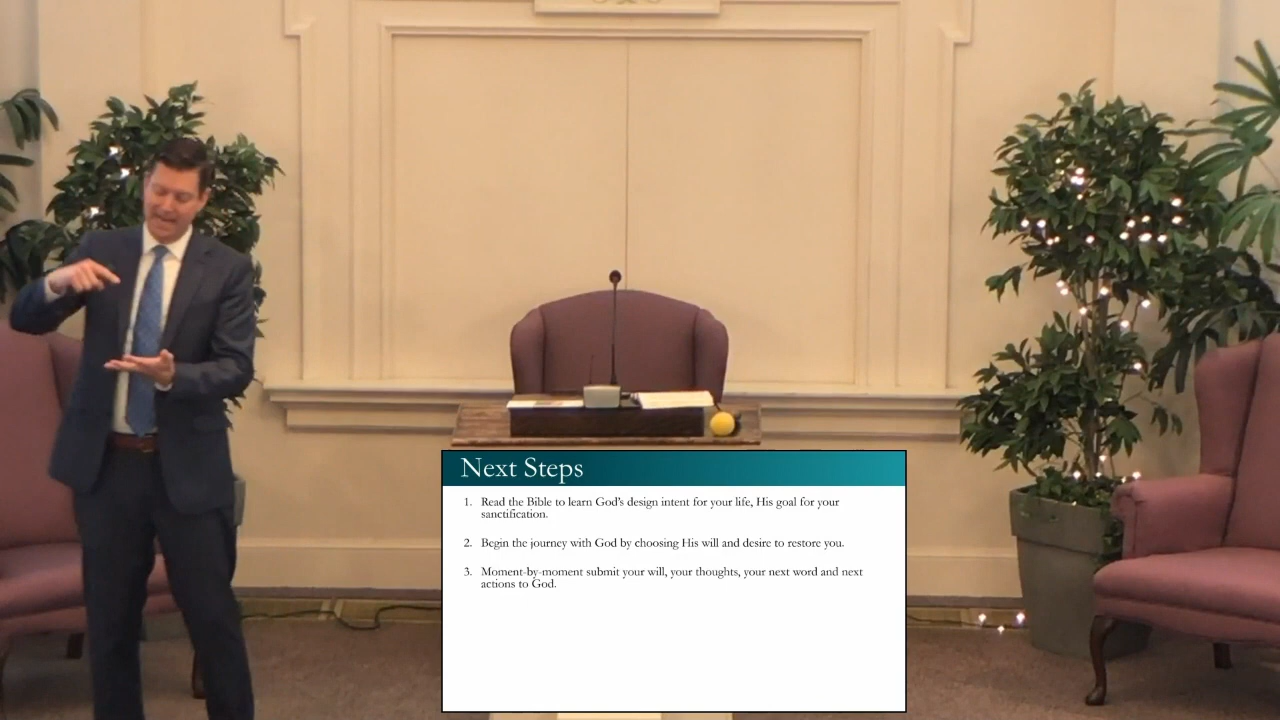 Next Steps
1. Read the Bible to learn God's design intent for your life, His goal for your
sanctification.
2. Begin the journey with God by choosing His will and desire to restore you.
3. Moment-by-moment submit your will, your thoughts, your next word and next
actions to God.